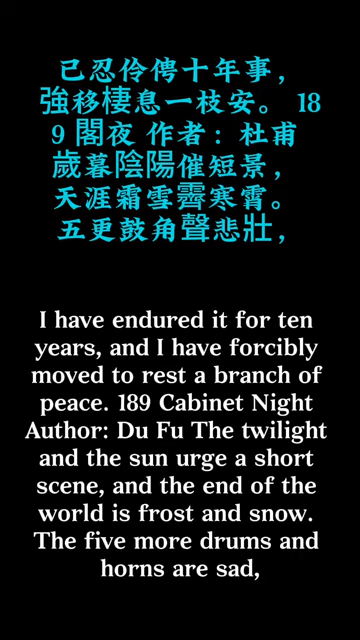 已忍伶俜十年事，
強移棲息一枝安。 18
9 閣夜 作者： 杜甫
歲暮陰陽催短景，
天涯霜雪霽寒霄。
五更鼓角聲悲壯，
I have endured it for ten
years, and I have forcibly
moved to rest a branch of
peace. 189 Cabinet Night
Author: Du Fu The twilight
and the sun urge a short
scene, and the end of the
world is frost and snow.
The five more drums and
horns are sad,